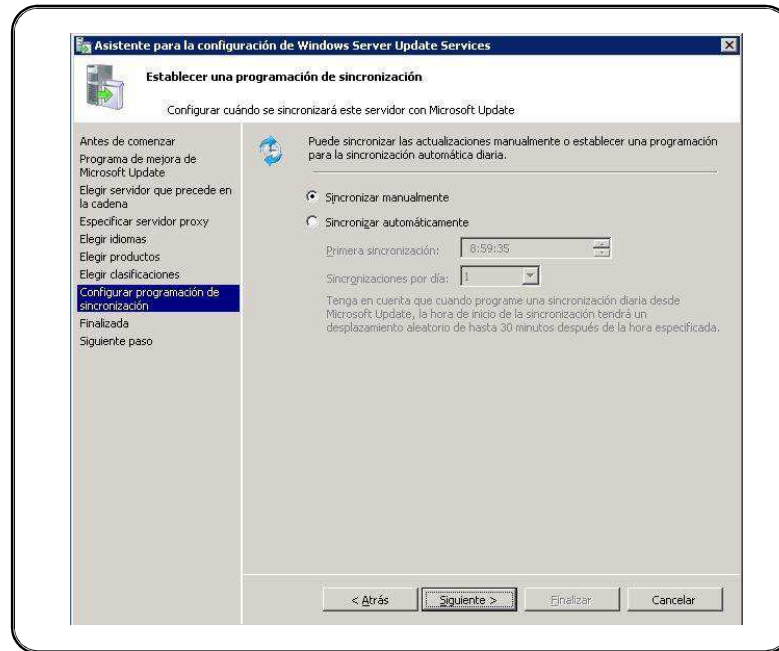 Asistente para la configuración de Windows Server Update Services
Establecer una programación de sincronización
Configurar cuándo se sincronizará este servidor con Microsoft Update
Antes de comenzar
Programa de mejora de
Microsoft Update
Elegir servidor que precede en
la cadena
Especificar servidor proxy
Elegir idiomas
Elegir productos
Elegir clasificaciones
Configurar programación de
sincronización
Finalizada
Siguiente paso
Puede sincronizar las actualizaciones manualmente o establecer una programación
para la sincronización automática diaria.
Sincronizar manualmente
Sincronizar automáticamente
Primera sincronización: 8:59:35
Sincronizaciones por día: 1
Tenga en cuenta que cuando programe una sincronización diaria desde
Microsoft Update, la hora de inicio de la sincronización tendrá un
desplazamiento aleatorio de hasta 30 minutos después de la hora especificada.
< Atrás Siguiente > Finalizar Cancelar